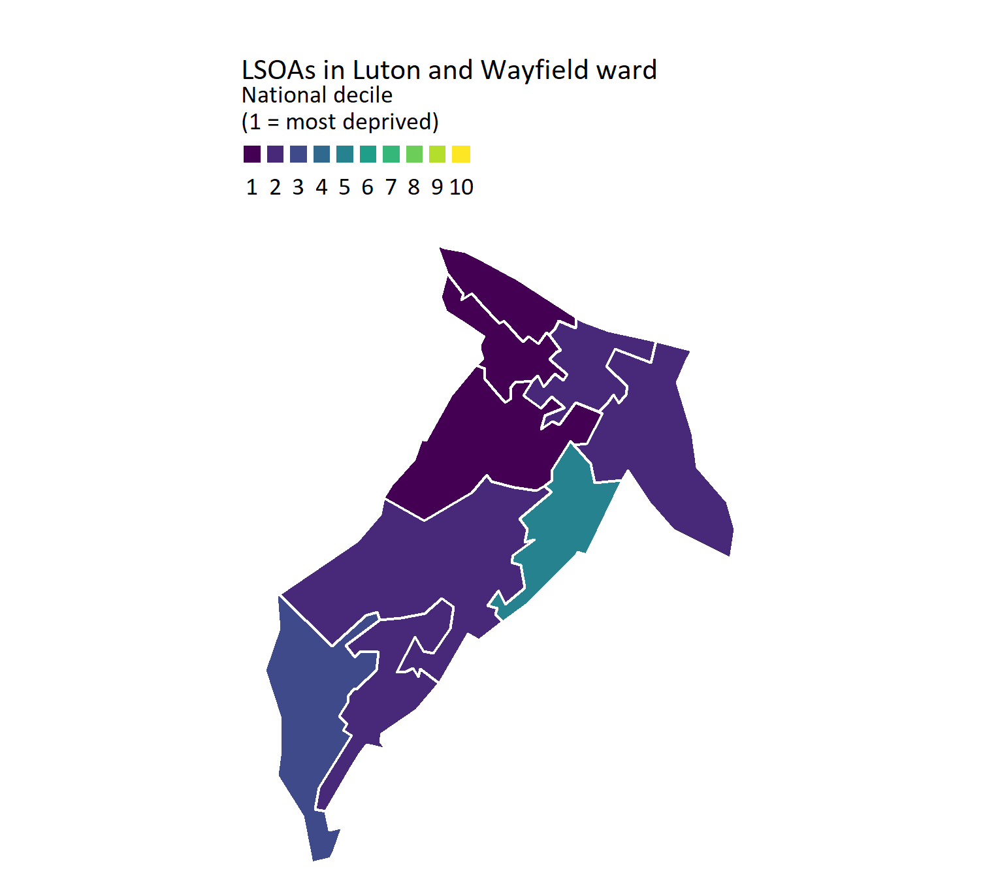 LSOAs in Luton and Wayfield ward
National decile
(1 = most deprived)
1 2 3 4 5 6 7 8 9 10